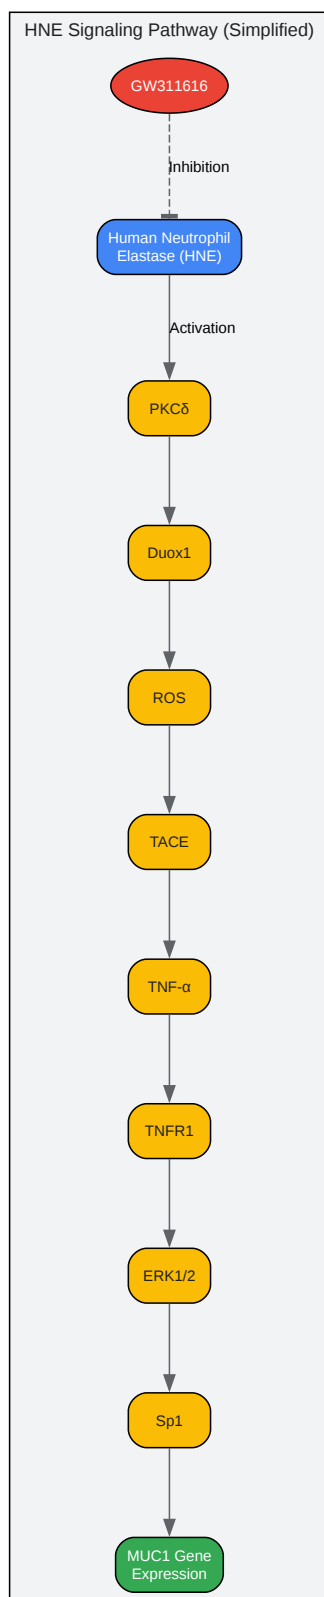 HNE Signaling Pathway (Simplified)
GW311616
Inhibition
Human Neutrophil
Elastase (HNE)
Activation
PKCδ
Duox1
ROS
TACE
TNF-α
TNFR1
ERK1/2
Sp1
MUC1 Gene
Expression